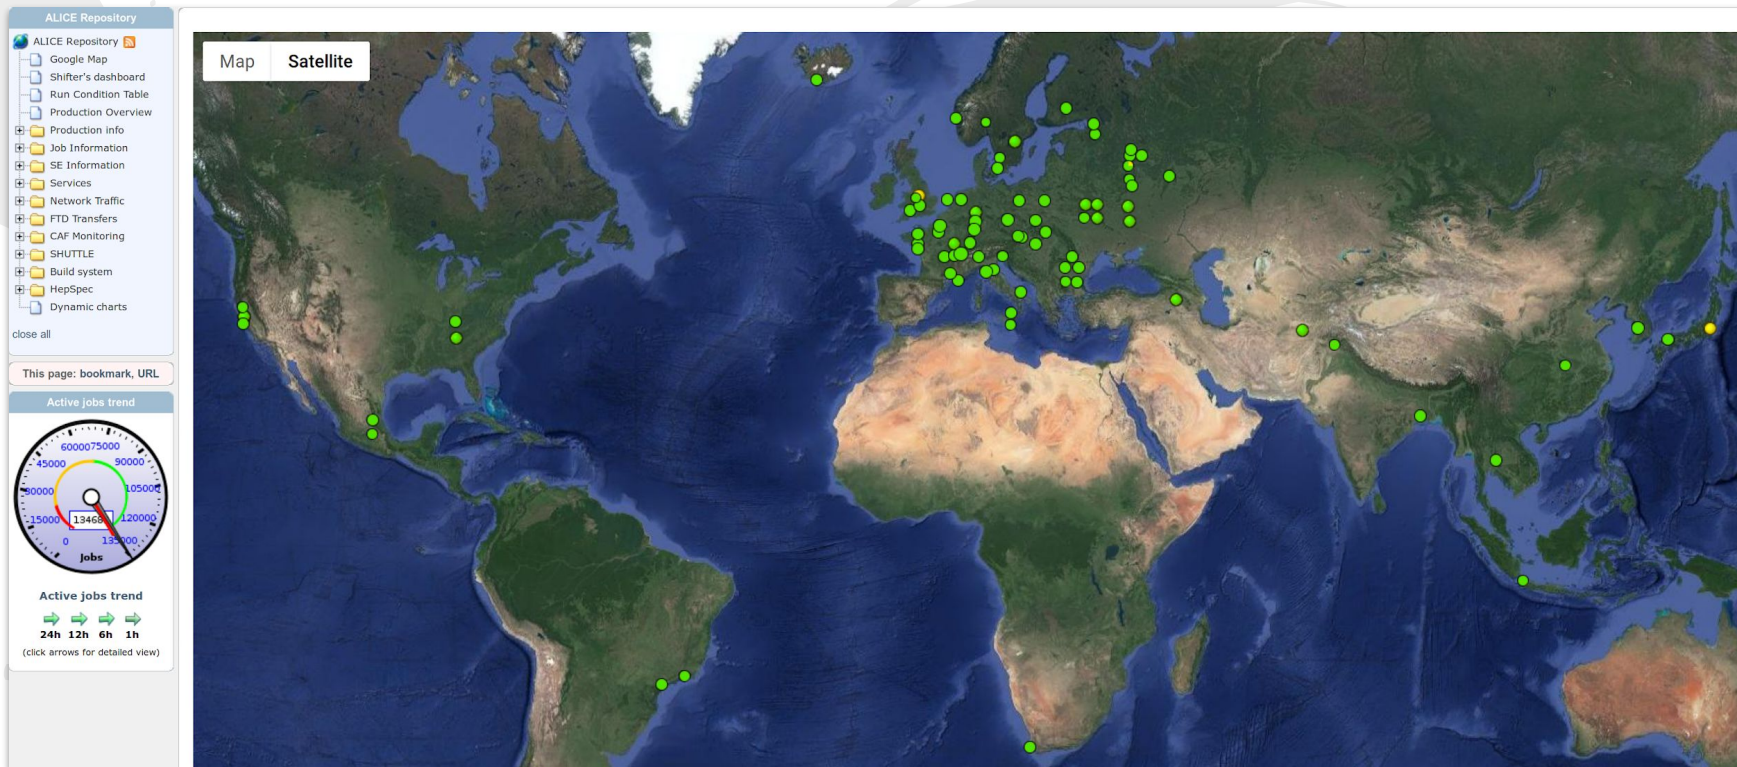 ALICE Repository
ALICE Repository
Google Map
Shifter's dashboard
Run Condition Table
Production Overview
Production info
Job Information
SE Information
Services
Network Traffic
FTD Transfers
CAF Monitoring
SHUTTLE
Build system
HepSpec
Dynamic charts
close all
This page: bookmark, URL
Active jobs trend
60000 75000
45000 90000
105000
15000 120000
0
Jobs
Active jobs trend
24h 12h 6h 1h
(click arrows for detailed view)
Map Satellite